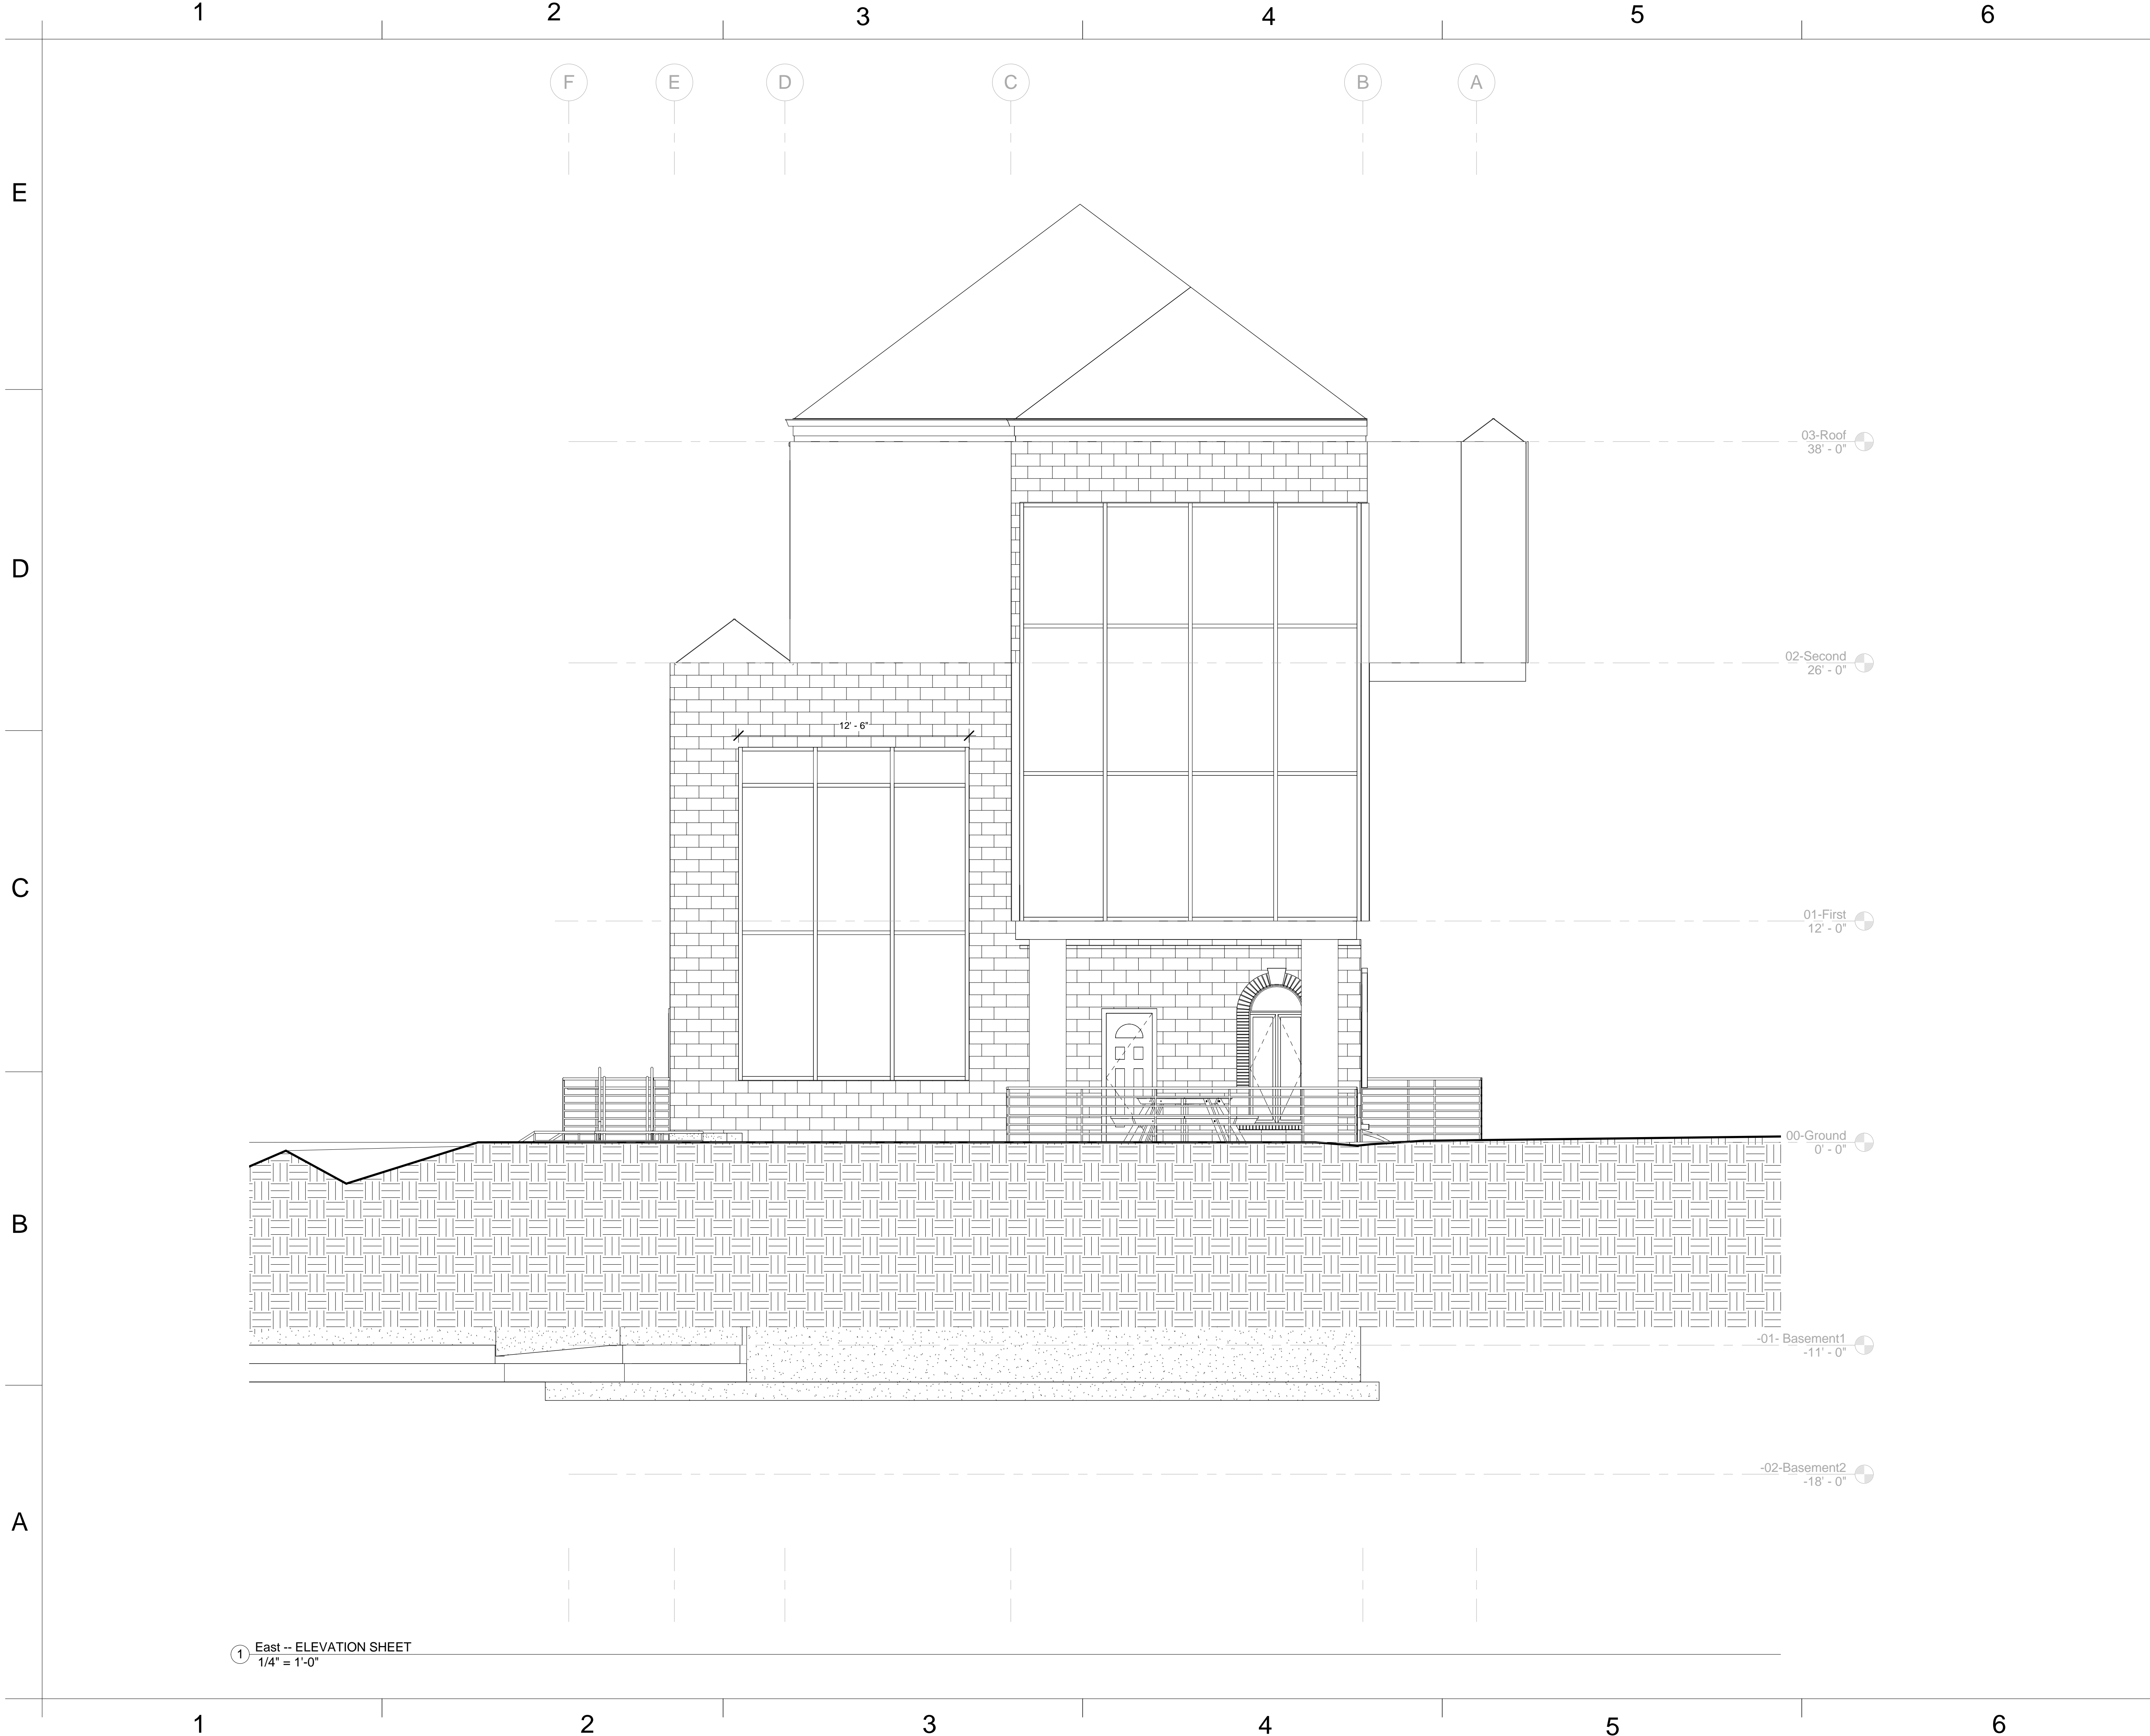 1 2 3 4 5 6
F E D C B A
E
03-Roof
38' - 0"
D
02-Second
26' - 0"
12' - 6"
C
01-First
12' - 0"
00-Ground
0' - 0"
B
-01- Basement1
-11' - 0"
-02-Basement2
-18' - 0"
A
1 East -- ELEVATION SHEET
1/4" = 1'-0"
1 2 3 4 5 6